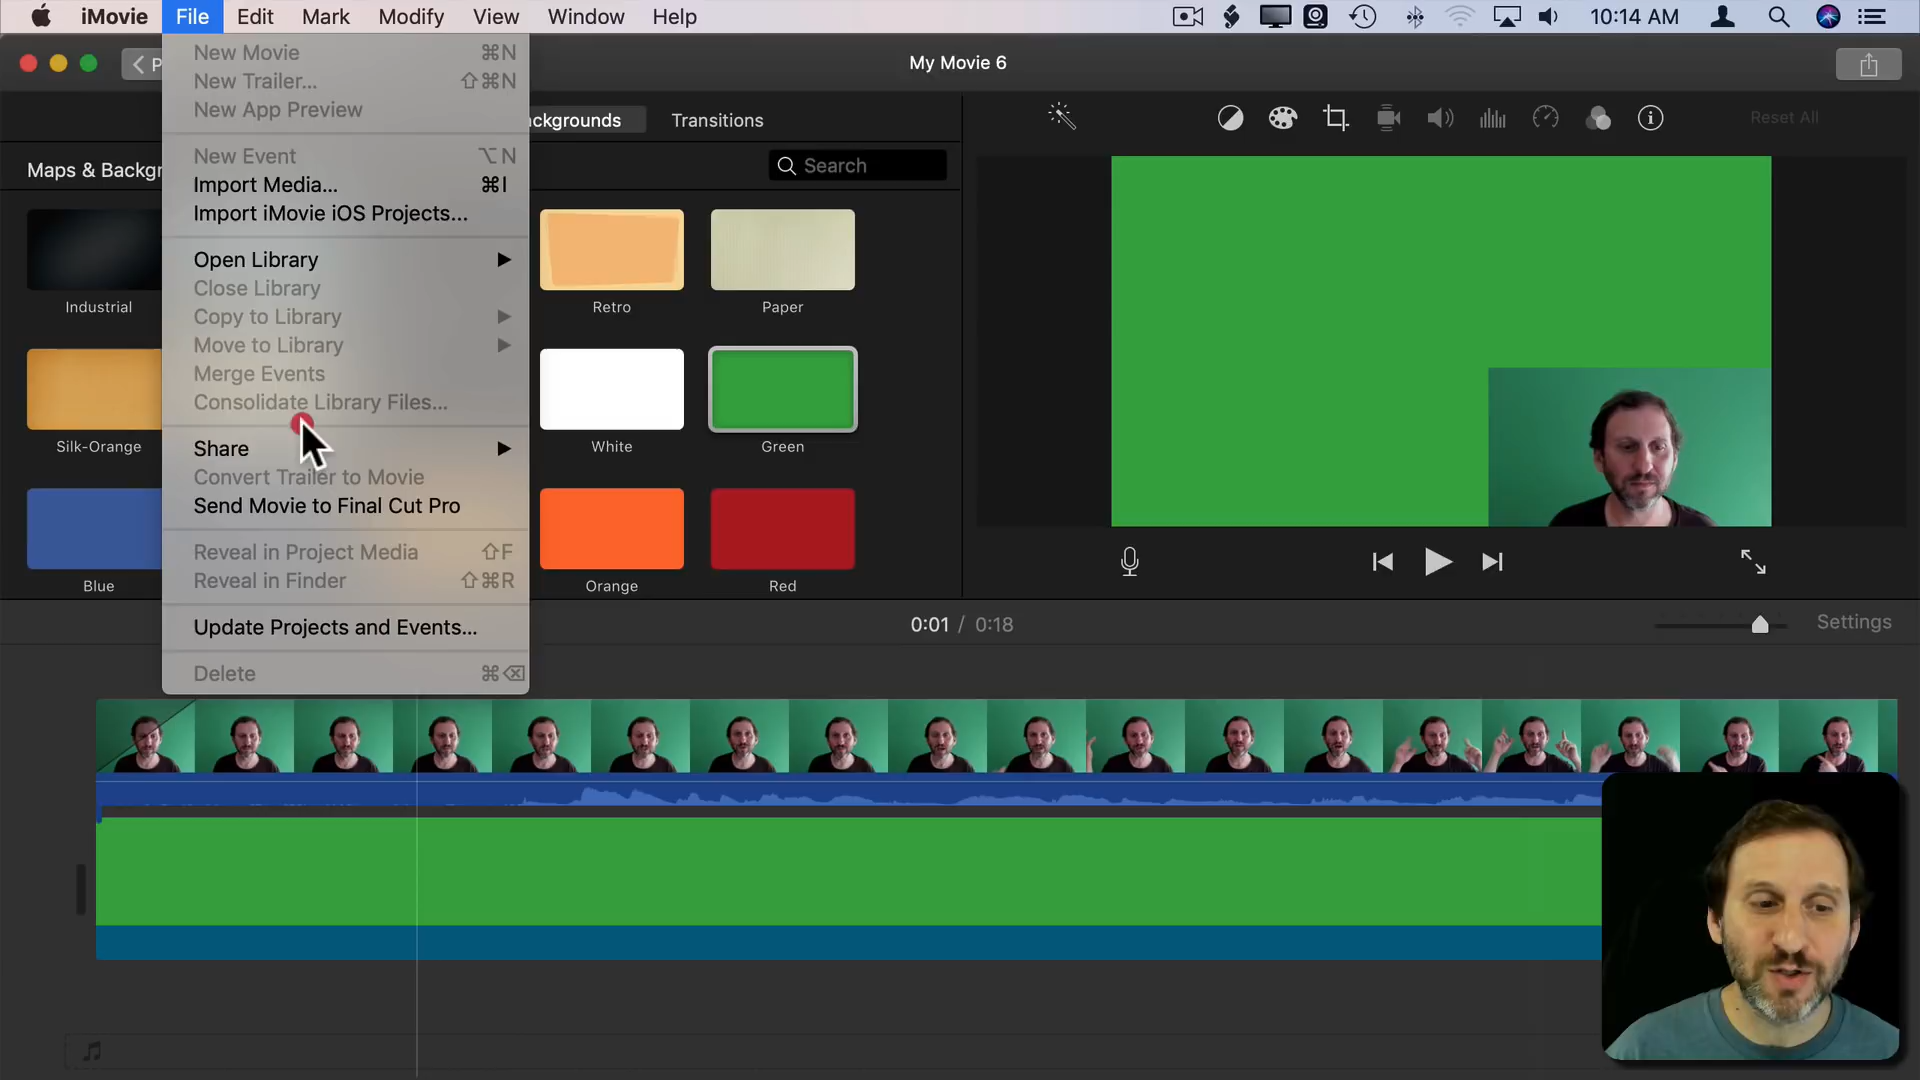 iMovie File Edit Mark Modify View Window Help 10:14 AM
P My Movie 6
New Movie ⌘N
New Trailer... ⇧⌘N
New App Preview
New Event ⌥N
Import Media... ⌘I
Import iMovie iOS Projects...
Open Library
Close Library
Copy to Library
Move to Library
Merge Events
Consolidate Library Files...
Share
Convert Trailer to Movie
Send Movie to Final Cut Pro
Reveal in Project Media ⇧F
Reveal in Finder ⇧⌘R
Update Projects and Events...
Delete ⌘⌫
ckgrounds Transitions
Reset All
Maps & Backgr
Search
Industrial Retro Paper
Silk-Orange White Green
Blue Orange Red
0:01 / 0:18 Settings